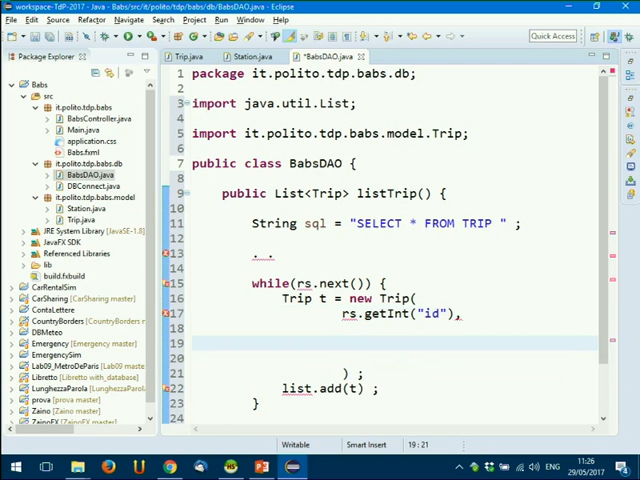 workspace-TdP-2017 - Java - Babs/src/it/polito/tdp/babs/db/BabsDAO.java - Eclipse
File Edit Source Refactor Navigate Search Project Run Window Help
Quick Access
Package Explorer
Babs
src
it.polito.tdp.babs
BabsController.java
Main.java
application.css
Babs.fxml
it.polito.tdp.babs.db
BabsDAO.java
DBConnect.java
it.polito.tdp.babs.model
Station.java
Trip.java
JRE System Library [JavaSE-1.8]
JavaFX SDK
Referenced Libraries
lib
build.fxbuild
CarRentalSim
CarSharing [CarSharing master]
ContaLettere
CountryBorders [CountryBorders master]
DBMeteo
Emergency [Emergency master]
EmergencySim
Lab09_MetroDeParis [Lab09_MetroDeParis master]
Libretto [Libretto with_database]
LunghezzaParola [LunghezzaParola master]
prova [prova master]
Zaino [Zaino master]
ZainoFX [Zaino master]
Trip.java Station.java *BabsDAO.java
1 package it.polito.tdp.babs.db;
2
3 import java.util.List;
4
5 import it.polito.tdp.babs.model.Trip;
6
7 public class BabsDAO {
8
9 public List<Trip> listTrip() {
10
11 String sql = "SELECT * FROM TRIP " ;
12
13 . .
14
15 while(rs.next()) {
16 Trip t = new Trip(
17 rs.getInt("id"),
18
19
20
21 ) ;
22 list.add(t) ;
23 }
24
Writable Smart Insert 19 : 21
ENG 11:26
29/05/2017